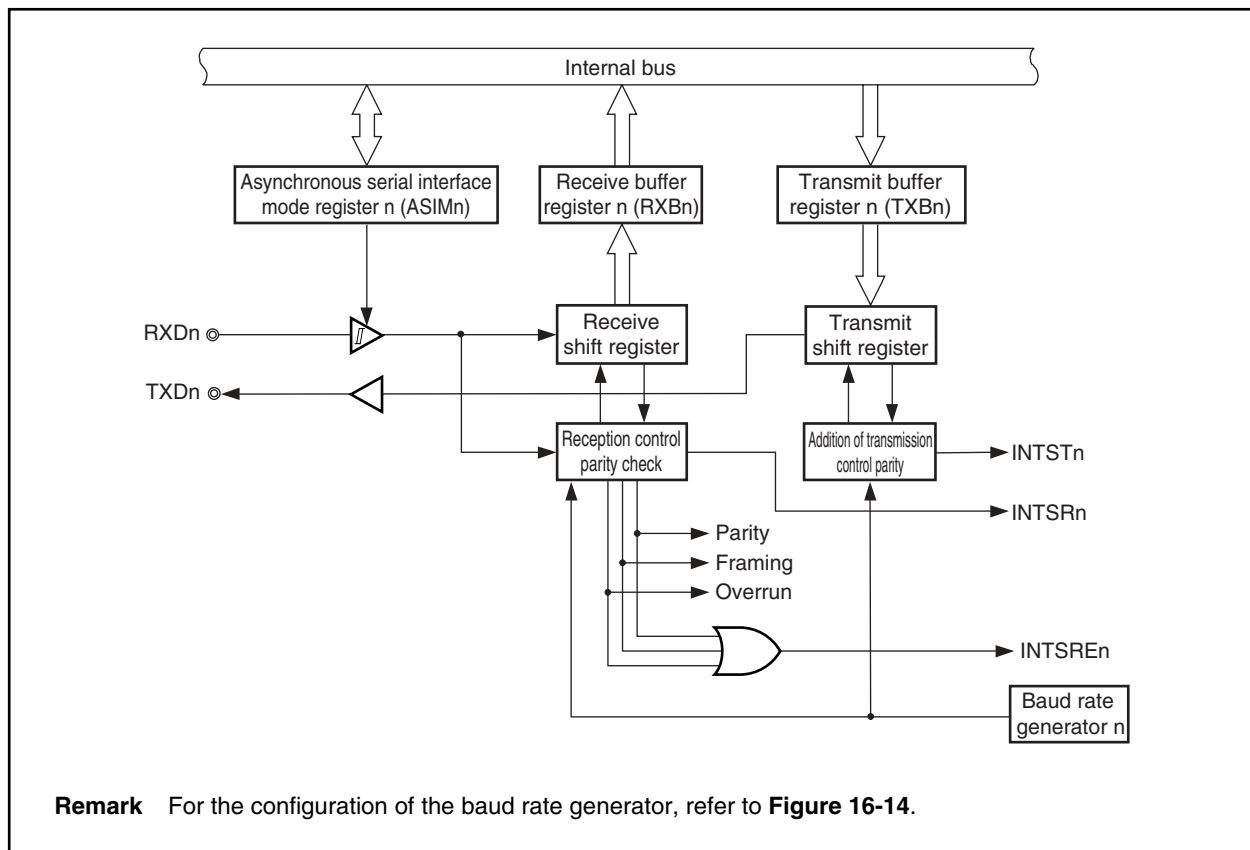 Internal bus
Asynchronous serial interface
mode register n (ASIMn)
Receive buffer
register n (RXBn)
Transmit buffer
register n (TXBn)
RXDn
Receive
shift register
Transmit
shift register
TXDn
Reception control
parity check
Addition of transmission
control parity
INTSTn
INTSRn
Parity
Framing
Overrun
INTSREn
Baud rate
generator n
Remark For the configuration of the baud rate generator, refer to Figure 16-14.